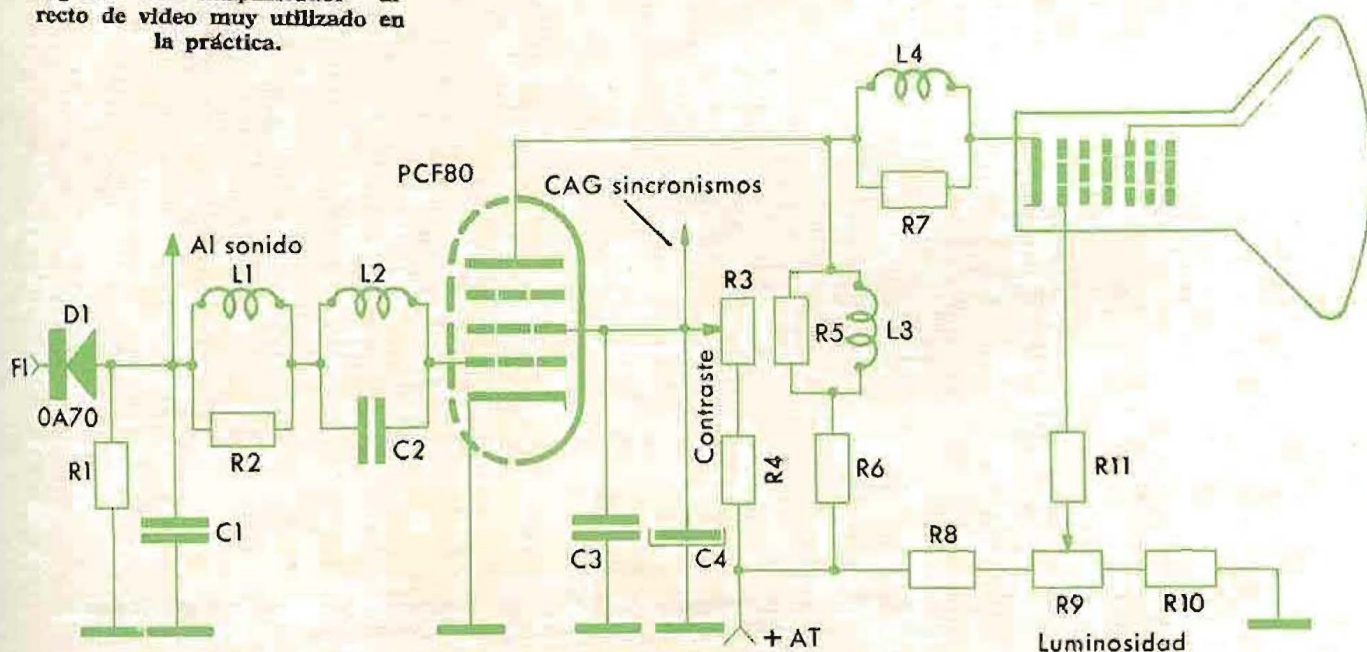 recto de video muy utilizado en
la práctica.
L4
PCF80
CAG sincronismos
R7
Al sonido
L1
L2
R3
D1
R5
L3
FI
0A70
Contraste
R1
R2
C2
R4
R6
R11
C1
C3
C4
R8
R9
R10
+ AT
Luminosidad